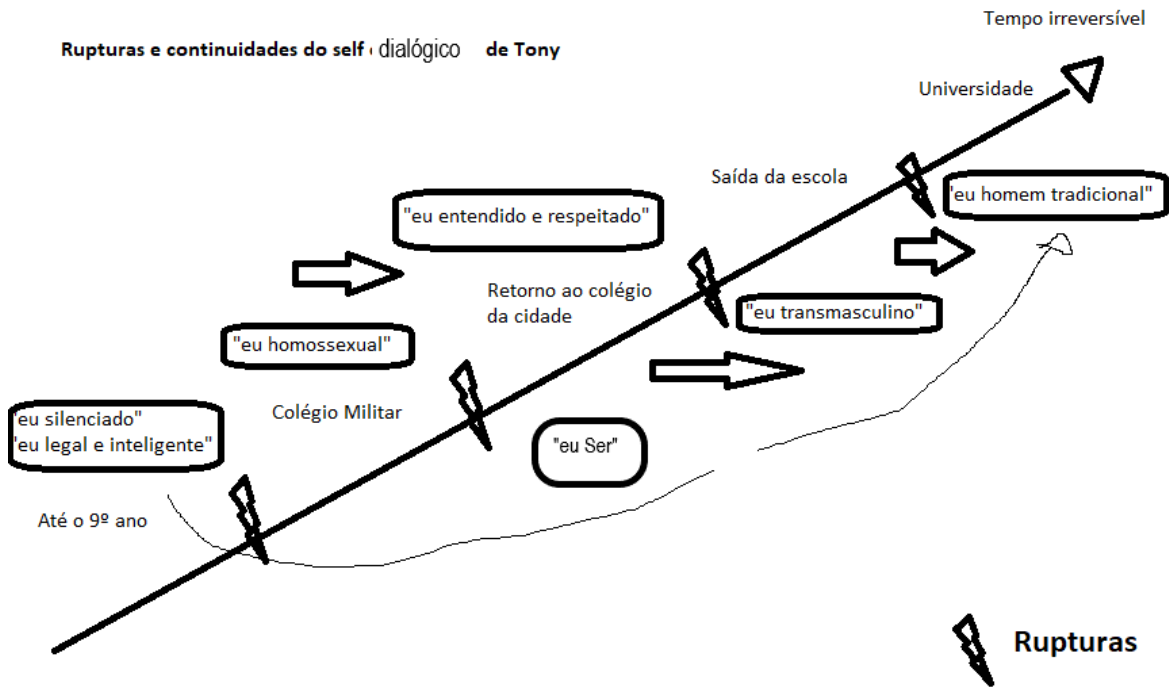 Tempo irreversível
Rupturas e continuidades do self dialógico de Tony
Universidade
Saída da escola
'eu homem tradicional"
"eu entendido e respeitado"
Retorno ao colégio
da cidade
"eu transmasculino"
"eu homossexual"
Colégio Militar
"eu silenciado"
'eu legal e inteligente"
"eu Ser"
Até o 9º ano
Rupturas